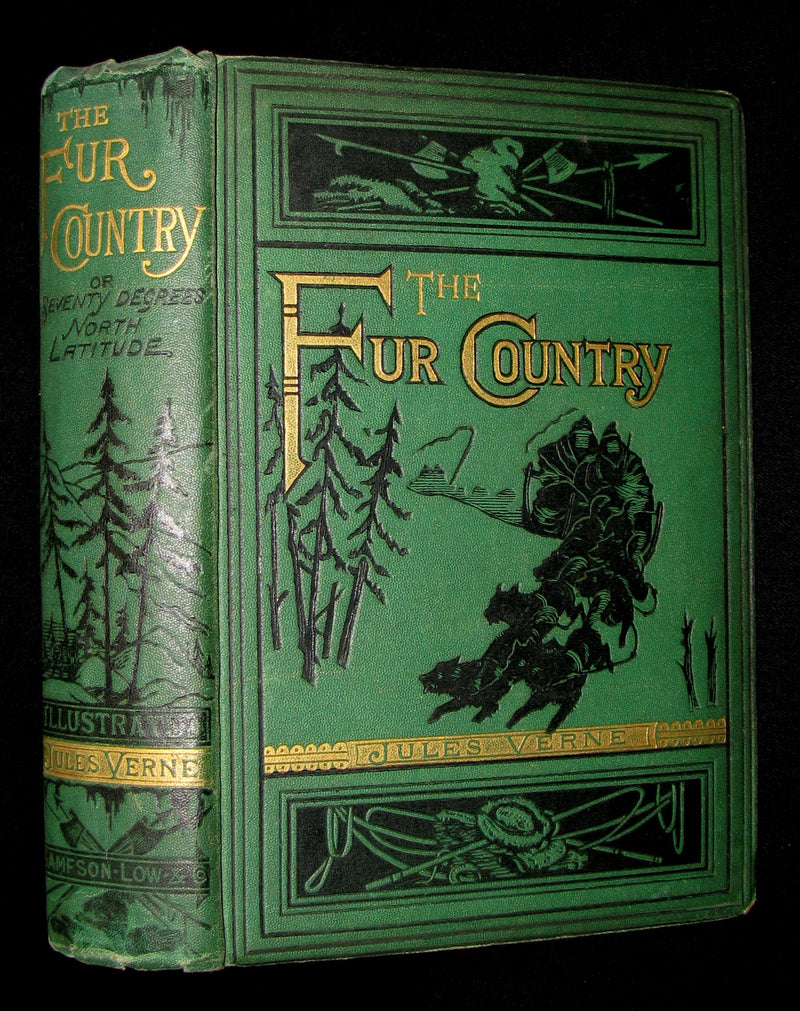 THE
FUR
COUNTRY
OR
SEVENTY DEGREES
NORTH
LATITUDE
ILLUSTRATED
JULES VERNE
SAMPSON·LOW & Co
THE
FUR COUNTRY
JULES VERNE